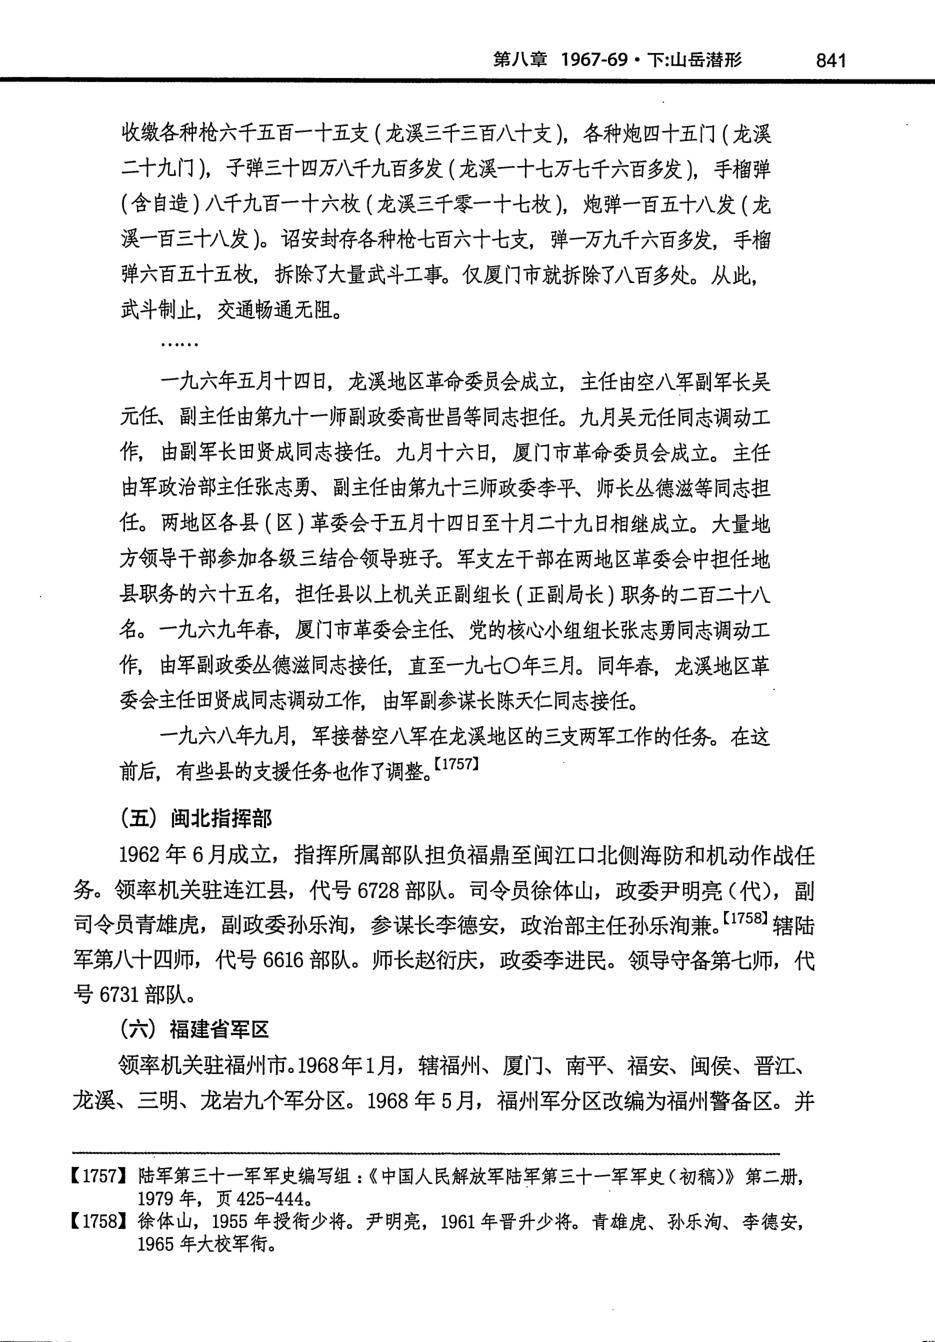 第八章 1967-69·下:山岳潜形 841
收缴各种枪六千五百一十五支(龙溪三千三百八十支), 各种炮四十五门(龙溪
二十九门), 子弹三十四万八千九百多发(龙溪一十七万七千六百多发), 手榴弹
(含自造)八千九百一十六枚(龙溪三千零一十七枚), 炮弹一百五十八发(龙
溪一百三十八发)。诏安封存各种枪七百六十七支, 弹一万九千六百多发, 手榴
弹六百五十五枚, 拆除了大量武斗工事。仅厦门市就拆除了八百多处。从此,
武斗制止, 交通畅通无阻。
……
一九六年五月十四日, 龙溪地区革命委员会成立, 主任由空八军副军长吴
元任、副主任由第九十一师副政委高世昌等同志担任。九月吴元任同志调动工
作, 由副军长田贤成同志接任。九月十六日, 厦门市革命委员会成立。主任
由军政治部主任张志勇、副主任由第九十三师政委李平、师长丛德滋等同志担
任。两地区各县(区)革委会于五月十四日至十月二十九日相继成立。大量地
方领导干部参加各级三结合领导班子。军支左干部在两地区革委会中担任地
县职务的六十五名, 担任县以上机关正副组长(正副局长)职务的二百二十八
名。一九六九年春, 厦门市革委会主任、党的核心小组组长张志勇同志调动工
作, 由军副政委丛德滋同志接任, 直至一九七〇年三月。同年春, 龙溪地区革
委会主任田贤成同志调动工作, 由军副参谋长陈天仁同志接任。
一九六八年九月, 军接替空八军在龙溪地区的三支两军工作的任务。在这
前后, 有些县的支援任务也作了调整。【1757】
(五) 闽北指挥部
1962 年 6 月成立, 指挥所属部队担负福鼎至闽江口北侧海防和机动作战任
务。领率机关驻连江县, 代号 6728 部队。司令员徐体山, 政委尹明亮(代), 副
司令员青雄虎, 副政委孙乐洵, 参谋长李德安, 政治部主任孙乐洵兼。【1758】辖陆
军第八十四师, 代号 6616 部队。师长赵衍庆, 政委李进民。领导守备第七师, 代
号 6731 部队。
(六) 福建省军区
领率机关驻福州市。1968 年 1 月, 辖福州、厦门、南平、福安、闽侯、晋江、
龙溪、三明、龙岩九个军分区。1968 年 5 月, 福州军分区改编为福州警备区。并
【1757】陆军第三十一军军史编写组:《中国人民解放军陆军第三十一军军史(初稿)》第二册,
1979 年, 页 425-444。
【1758】徐体山, 1955 年授衔少将。尹明亮, 1961 年晋升少将。青雄虎、孙乐洵、李德安,
1965 年大校军衔。